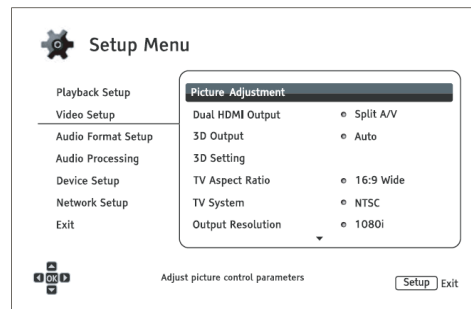 Setup Menu
Playback Setup
Video Setup
Audio Format Setup
Audio Processing
Device Setup
Network Setup
Exit
Picture Adjustment
Dual HDMI Output Split A/V
3D Output Auto
3D Setting
TV Aspect Ratio 16:9 Wide
TV System NTSC
Output Resolution 1080i
OK
Adjust picture control parameters
Setup Exit